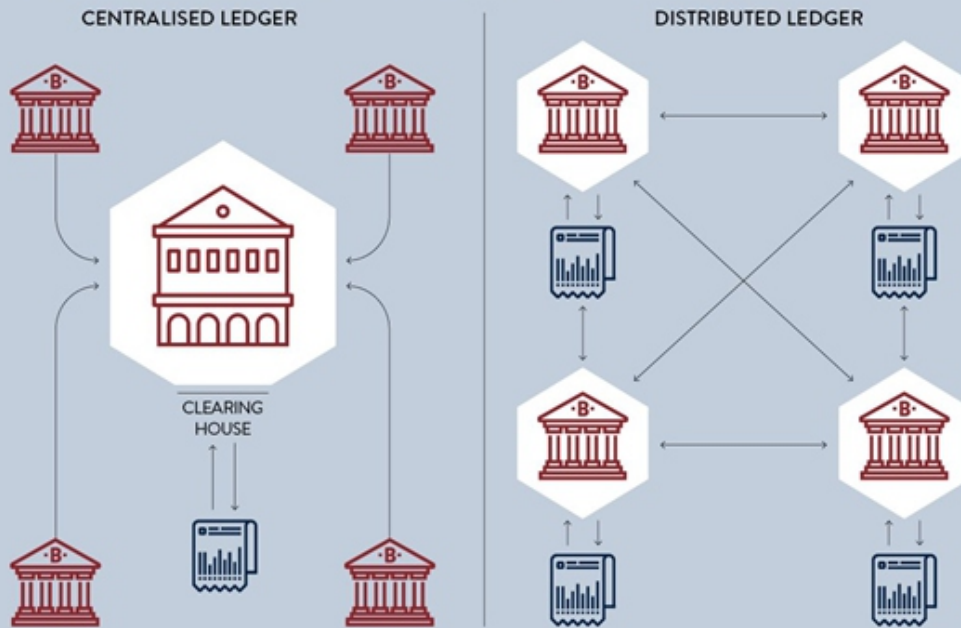 CENTRALISED LEDGER
DISTRIBUTED LEDGER
·B·
·B·
·B·
·B·
CLEARING
HOUSE
·B·
·B·
·B·
·B·